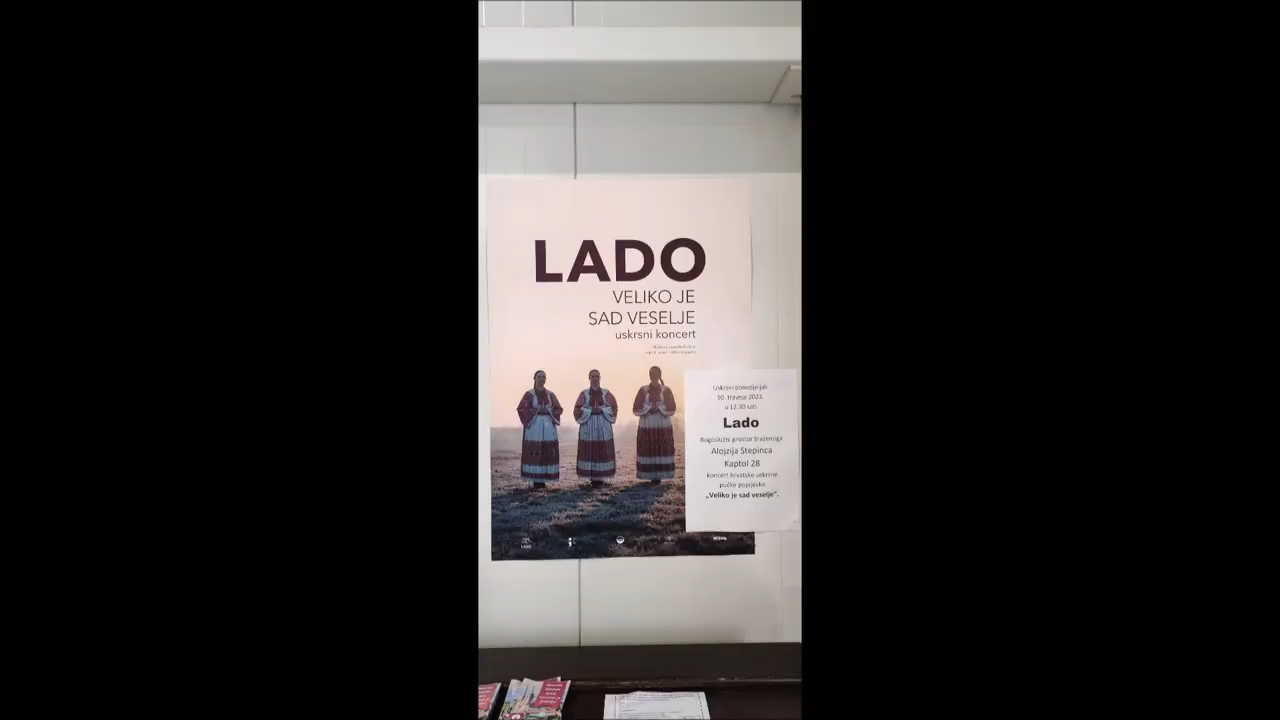 LADO
VELIKO JE
SAD VESELJE
uskrsni koncert
Uskrsni ponedjeljak
10. travnja 2023.
u 12.30 sati
Lado
Bogoslužni prostor blaženoga
Alojzija Stepinca
Kaptol 28
koncert hrvatske uskrsne
pučke popijevke
„Veliko je sad veselje".
LADO